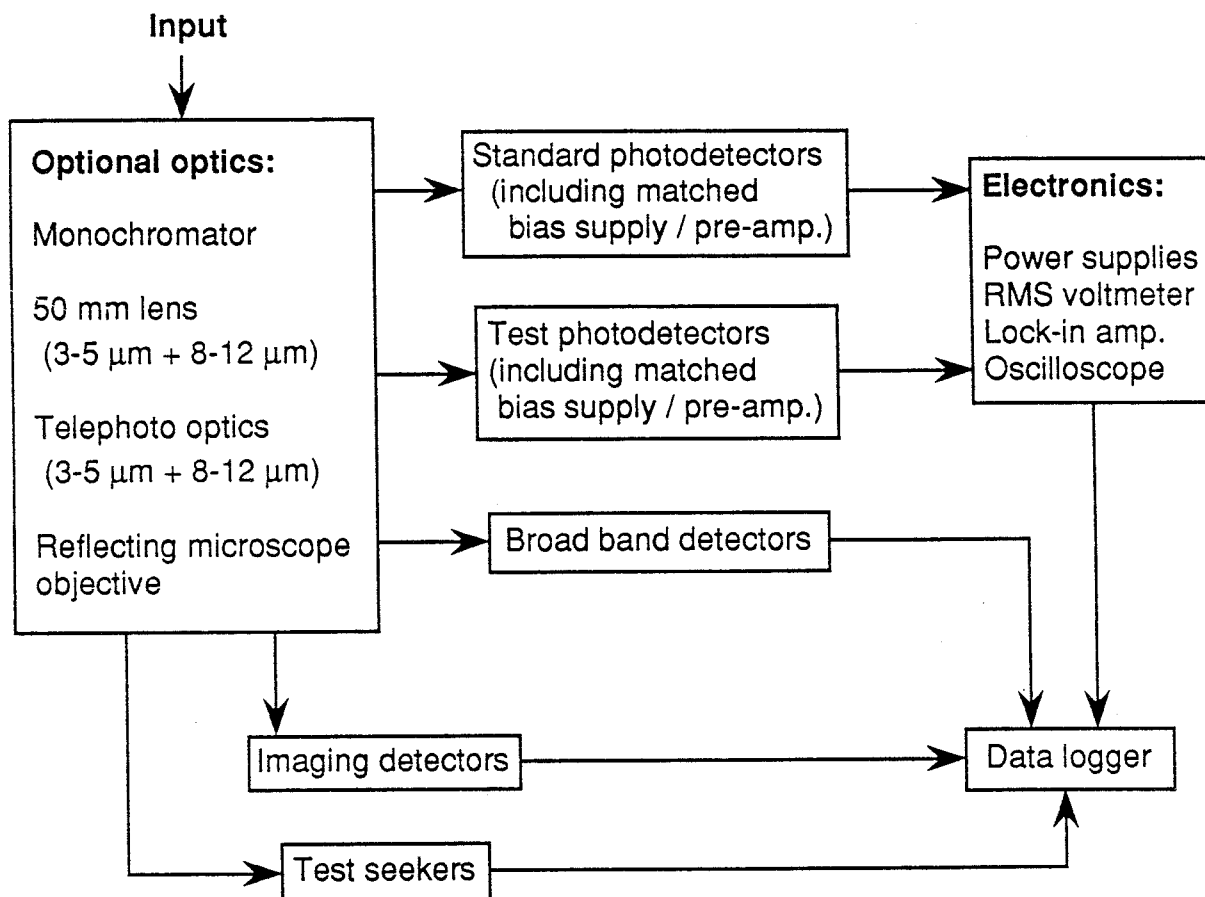 Input
Optional optics:
Monochromator
50 mm lens
(3-5 μm + 8-12 μm)
Telephoto optics
(3-5 μm + 8-12 μm)
Reflecting microscope
objective
Standard photodetectors
(including matched
bias supply / pre-amp.)
Test photodetectors
(including matched
bias supply / pre-amp.)
Broad band detectors
Imaging detectors
Test seekers
Electronics:
Power supplies
RMS voltmeter
Lock-in amp.
Oscilloscope
Data logger